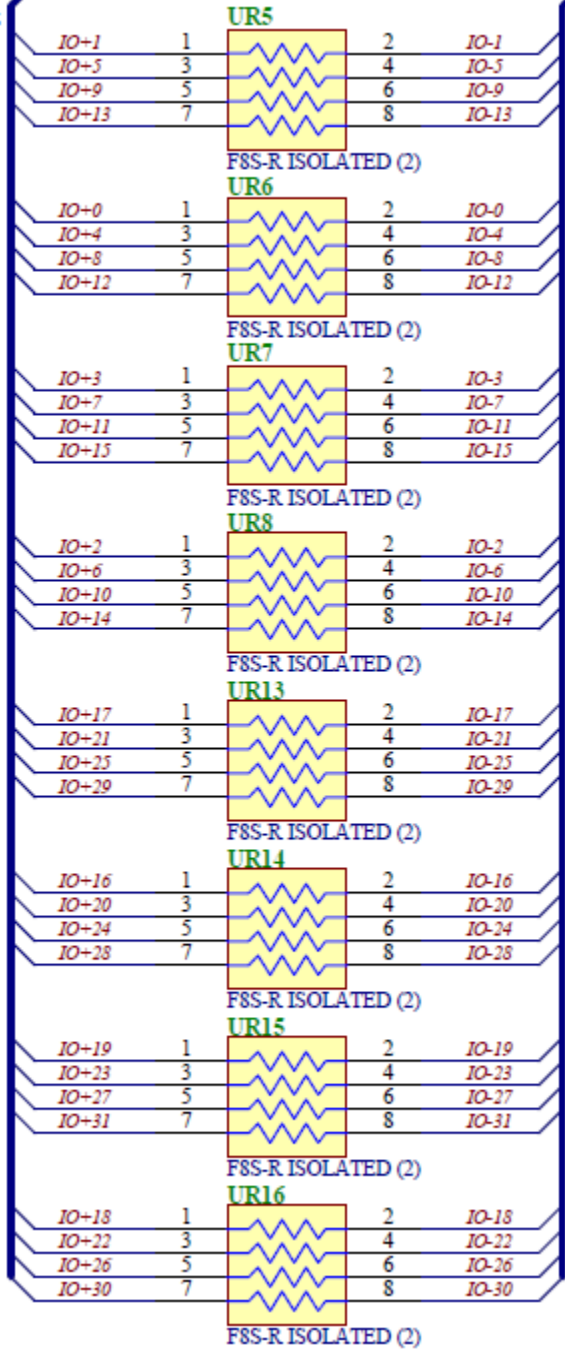 UR5
IO+1 1 2 IO-1
IO+5 3 4 IO-5
IO+9 5 6 IO-9
IO+13 7 8 IO-13
F8S-R ISOLATED (2)
UR6
IO+0 1 2 IO-0
IO+4 3 4 IO-4
IO+8 5 6 IO-8
IO+12 7 8 IO-12
F8S-R ISOLATED (2)
UR7
IO+3 1 2 IO-3
IO+7 3 4 IO-7
IO+11 5 6 IO-11
IO+15 7 8 IO-15
F8S-R ISOLATED (2)
UR8
IO+2 1 2 IO-2
IO+6 3 4 IO-6
IO+10 5 6 IO-10
IO+14 7 8 IO-14
F8S-R ISOLATED (2)
UR13
IO+17 1 2 IO-17
IO+21 3 4 IO-21
IO+25 5 6 IO-25
IO+29 7 8 IO-29
F8S-R ISOLATED (2)
UR14
IO+16 1 2 IO-16
IO+20 3 4 IO-20
IO+24 5 6 IO-24
IO+28 7 8 IO-28
F8S-R ISOLATED (2)
UR15
IO+19 1 2 IO-19
IO+23 3 4 IO-23
IO+27 5 6 IO-27
IO+31 7 8 IO-31
F8S-R ISOLATED (2)
UR16
IO+18 1 2 IO-18
IO+22 3 4 IO-22
IO+26 5 6 IO-26
IO+30 7 8 IO-30
F8S-R ISOLATED (2)